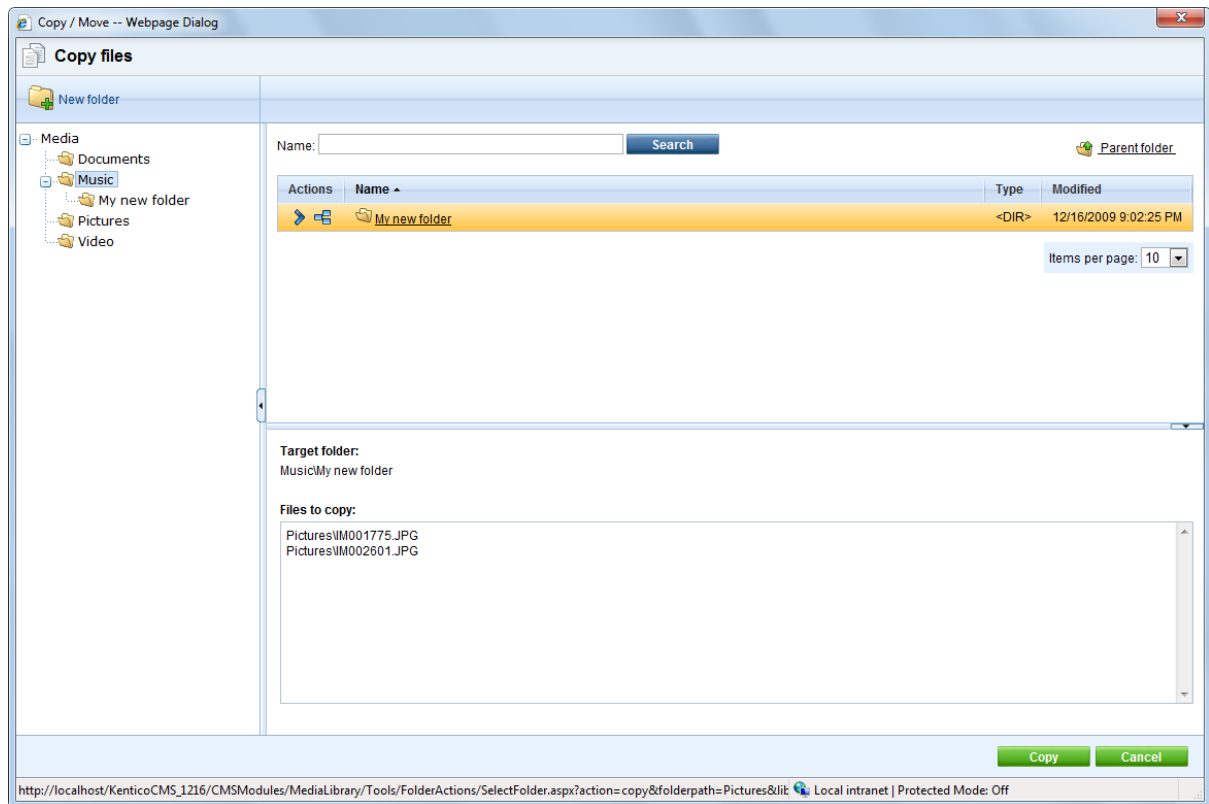 Copy / Move -- Webpage Dialog
x
Copy files
New folder
Media
Documents
Music
My new folder
Pictures
Video
Name:
Search
Parent folder
Actions Name Type Modified
My new folder <DIR> 12/16/2009 9:02:25 PM
Items per page: 10
Target folder:
Music\My new folder
Files to copy:
Pictures\IM001775.JPG
Pictures\IM002601.JPG
Copy Cancel
http://localhost/KenticoCMS_1216/CMSModules/MediaLibrary/Tools/FolderActions/SelectFolder.aspx?action=copy&folderpath=Pictures&lit Local intranet | Protected Mode: Off